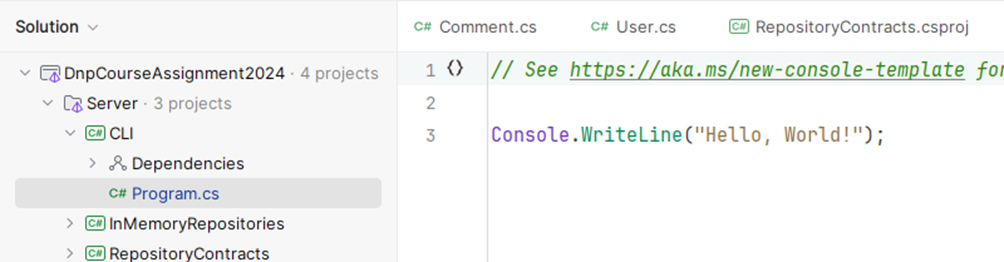 Solution
C# Comment.cs C# User.cs C# RepositoryContracts.csproj
DnpCourseAssignment2024 · 4 projects
Server · 3 projects
C# CLI
Dependencies
C# Program.cs
C# InMemoryRepositories
C# RepositoryContracts
1 {} // See https://aka.ms/new-console-template for
2
3 Console.WriteLine("Hello, World!");